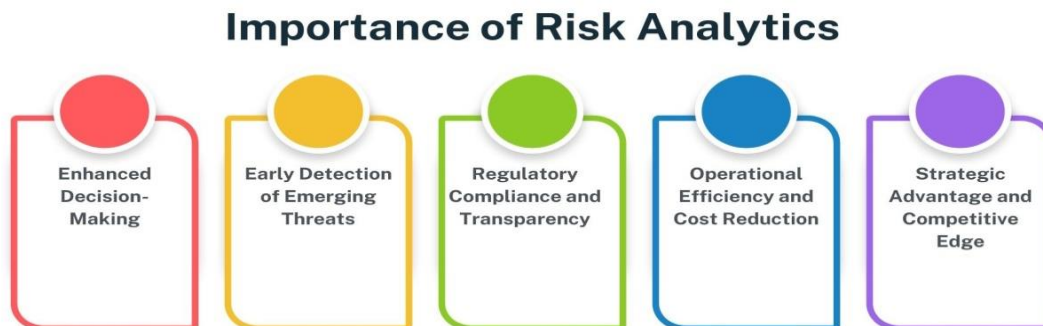 Importance of Risk Analytics
Enhanced
Decision-
Making
Early Detection
of Emerging
Threats
Regulatory
Compliance and
Transparency
Operational
Efficiency and
Cost Reduction
Strategic
Advantage and
Competitive
Edge